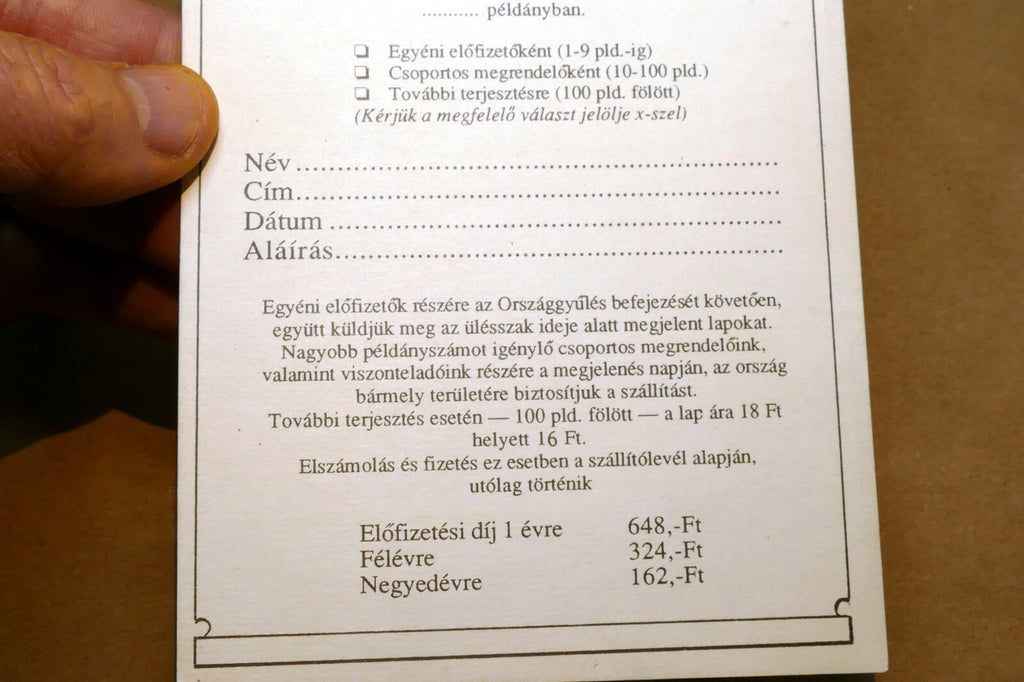 ........... példányban.
❏ Egyéni előfizetőként (1-9 pld.-ig)
❏ Csoportos megrendelőként (10-100 pld.)
❏ További terjesztésre (100 pld. fölött)
(Kérjük a megfelelő választ jelölje x-szel)
Név ..............................................................
Cím..............................................................
Dátum ..........................................................
Aláírás.........................................................
Egyéni előfizetők részére az Országgyűlés befejezését követően,
együtt küldjük meg az ülésszak ideje alatt megjelent lapokat.
Nagyobb példányszámot igénylő csoportos megrendelőink,
valamint viszonteladóink részére a megjelenés napján, az ország
bármely területére biztosítjuk a szállítást.
További terjesztés esetén — 100 pld. fölött — a lap ára 18 Ft
helyett 16 Ft.
Elszámolás és fizetés ez esetben a szállítólevél alapján,
utólag történik
Előfizetési díj 1 évre 648,-Ft
Félévre 324,-Ft
Negyedévre 162,-Ft